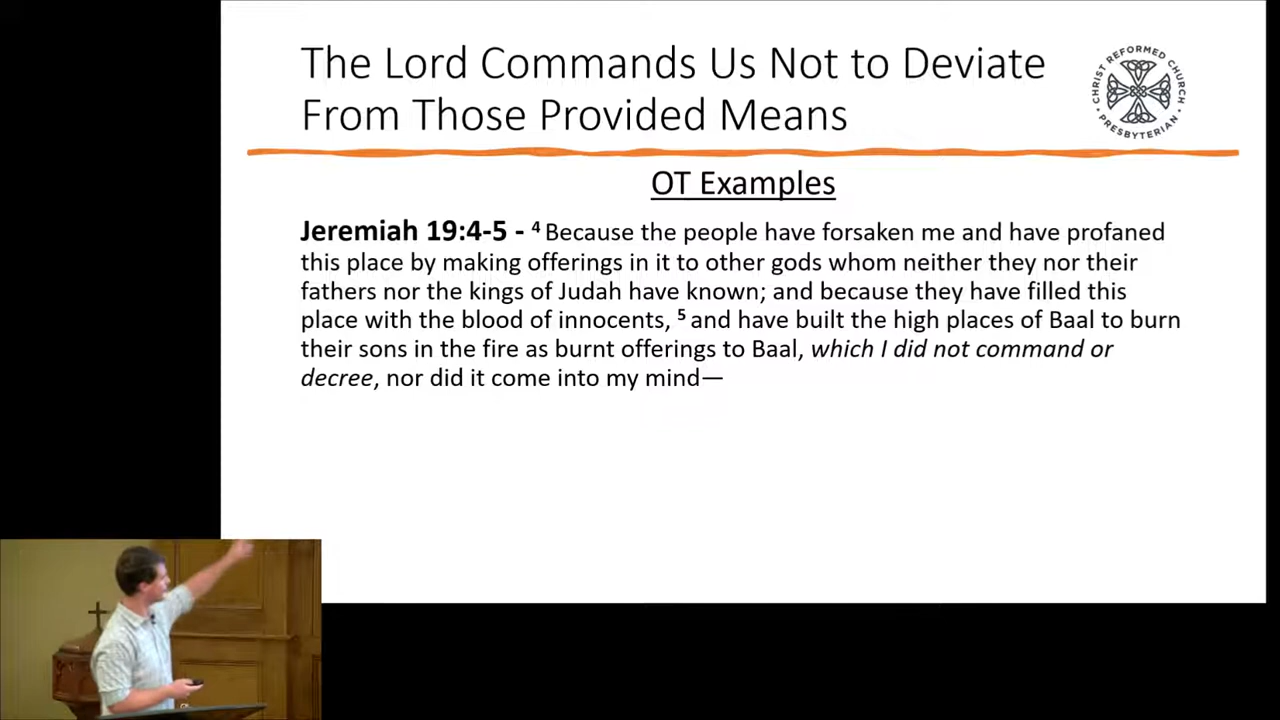 The Lord Commands Us Not to Deviate
From Those Provided Means
CHRIST REFORMED CHURCH
• PRESBYTERIAN •
OT Examples
Jeremiah 19:4-5 - ⁴ Because the people have forsaken me and have profaned
this place by making offerings in it to other gods whom neither they nor their
fathers nor the kings of Judah have known; and because they have filled this
place with the blood of innocents, ⁵ and have built the high places of Baal to burn
their sons in the fire as burnt offerings to Baal, which I did not command or
decree, nor did it come into my mind—